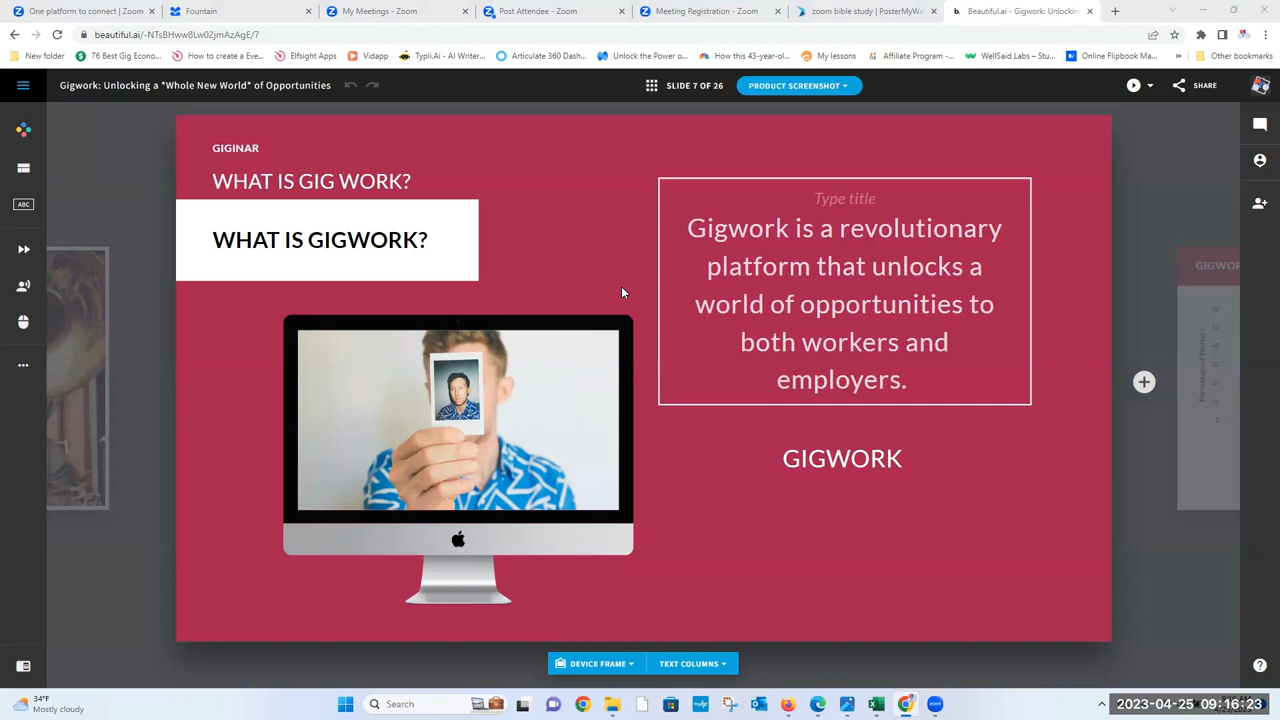 One platform to connect | Zoom
Fountain
My Meetings - Zoom
Post Attendee - Zoom
Meeting Registration - Zoom
zoom bible study | PosterMyWa
b. Beautiful.ai - Gigwork: Unlockin
beautiful.ai/-NTsBHww8Lw02jmAzAgE/7
New folder
76 Best Gig Econo...
How to create a Eve...
Elfsight Apps
Vidapp
Typli.Ai - AI Writer...
Articulate 360 Dash...
Unlock the Power o...
How this 43-year-ol...
My lessons
Affiliate Program -...
WellSaid Labs – Stu...
Online Flipbook Ma...
Other bookmarks
Gigwork: Unlocking a *Whole New World* of Opportunities
SLIDE 7 OF 26
PRODUCT SCREENSHOT
SHARE
ABC
GIGINAR
WHAT IS GIG WORK?
WHAT IS GIGWORK?
Type title
Gigwork is a revolutionary
platform that unlocks a
world of opportunities to
both workers and
employers.
GIGWORK
GIGWOR
DEVICE FRAME
TEXT COLUMNS
34°F
Mostly cloudy
Search
2023-04-25 09:16:23